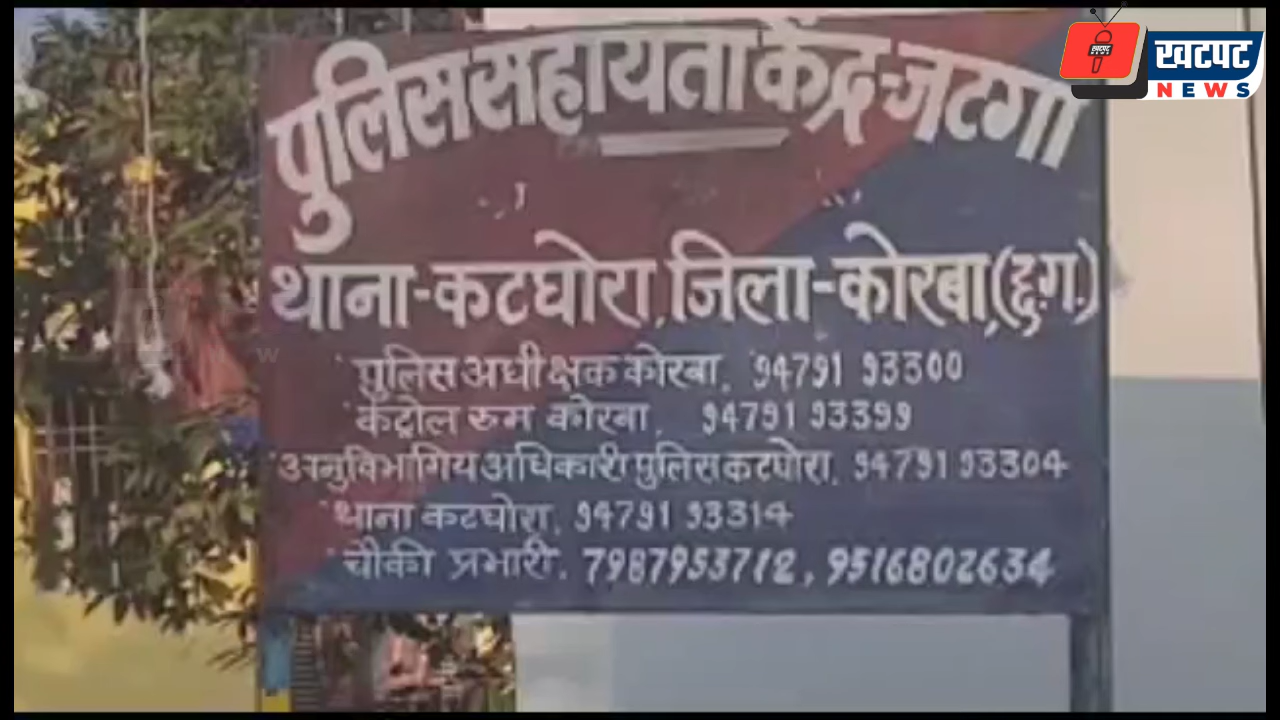 पुलिस सहायता केंद्र-जटगा
थाना-कटघोरा, जिला-कोरबा,(छ.ग.)
पुलिस अधीक्षक कोरबा, 94791 93300
कंट्रोल रुम कोरबा, 94791 93399
अनुविभागिय अधिकारी पुलिस कटघोरा, 94791 93304
थाना कटघोरा, 94791 93314
चौकी प्रभारी. 7987953712, 9516802634
खटपट
NEWS